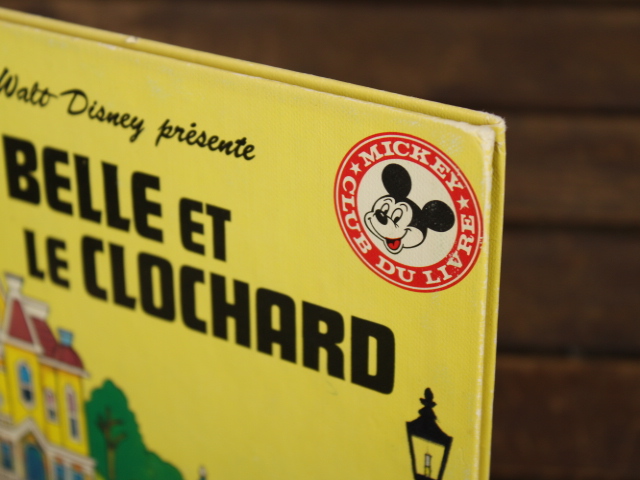 Walt Disney présente
BELLE ET
LE CLOCHARD
MICKEY
CLUB DU LIVRE